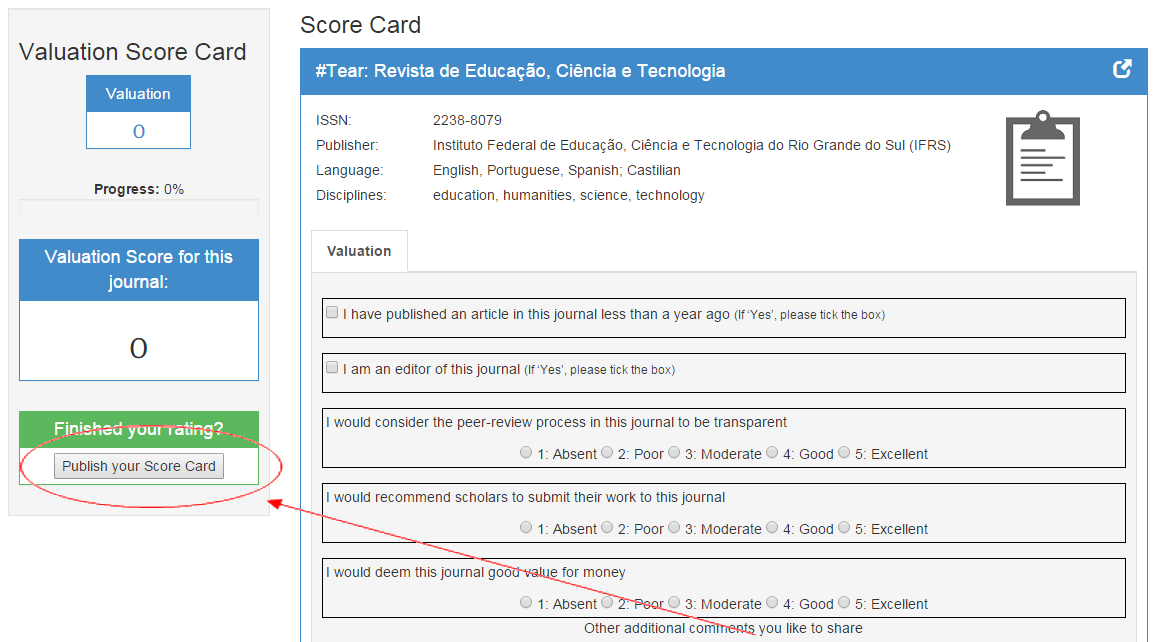 Valuation Score Card
Valuation
0
Progress: 0%
Valuation Score for this
journal:
0
Finished your rating?
Publish your Score Card
Score Card
#Tear: Revista de Educação, Ciência e Tecnologia
ISSN: 2238-8079
Publisher: Instituto Federal de Educação, Ciência e Tecnologia do Rio Grande do Sul (IFRS)
Language: English, Portuguese, Spanish; Castilian
Disciplines: education, humanities, science, technology
Valuation
I have published an article in this journal less than a year ago (If 'Yes', please tick the box)
I am an editor of this journal (If 'Yes', please tick the box)
I would consider the peer-review process in this journal to be transparent
1: Absent 2: Poor 3: Moderate 4: Good 5: Excellent
I would recommend scholars to submit their work to this journal
1: Absent 2: Poor 3: Moderate 4: Good 5: Excellent
I would deem this journal good value for money
1: Absent 2: Poor 3: Moderate 4: Good 5: Excellent
Other additional comments you like to share